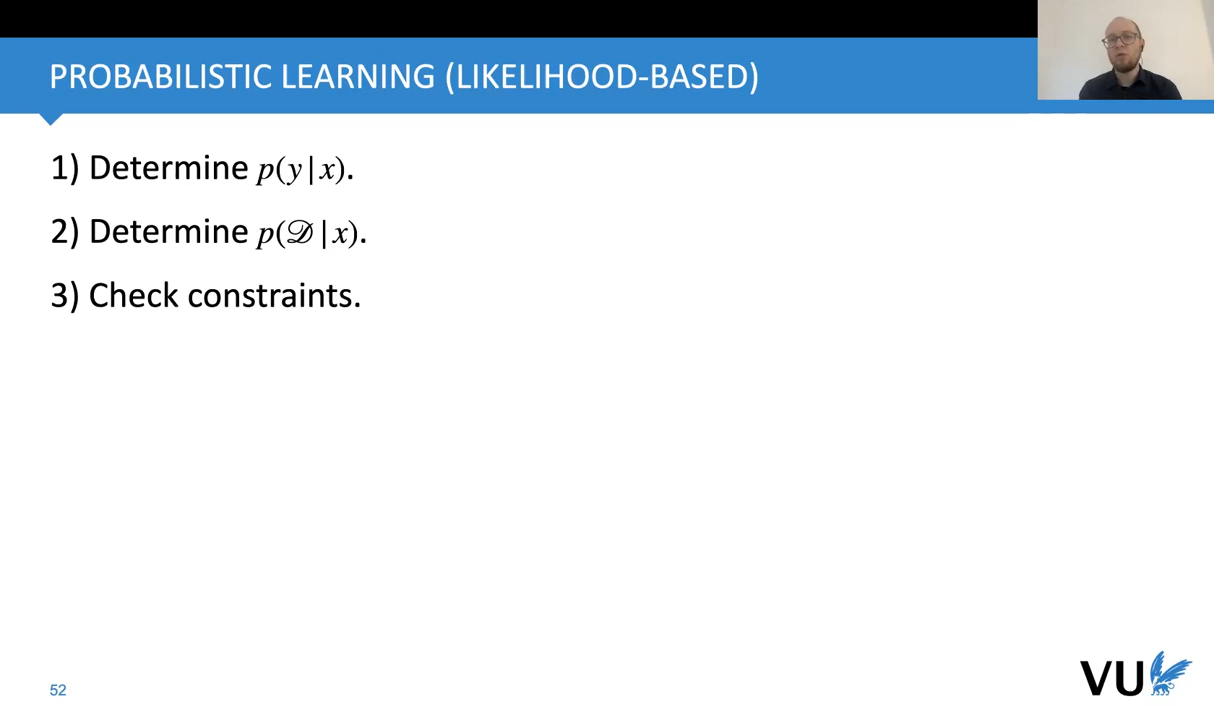 PROBABILISTIC LEARNING (LIKELIHOOD-BASED)
1) Determine p(y|x).
2) Determine p(𝒟|x).
3) Check constraints.
52
VU